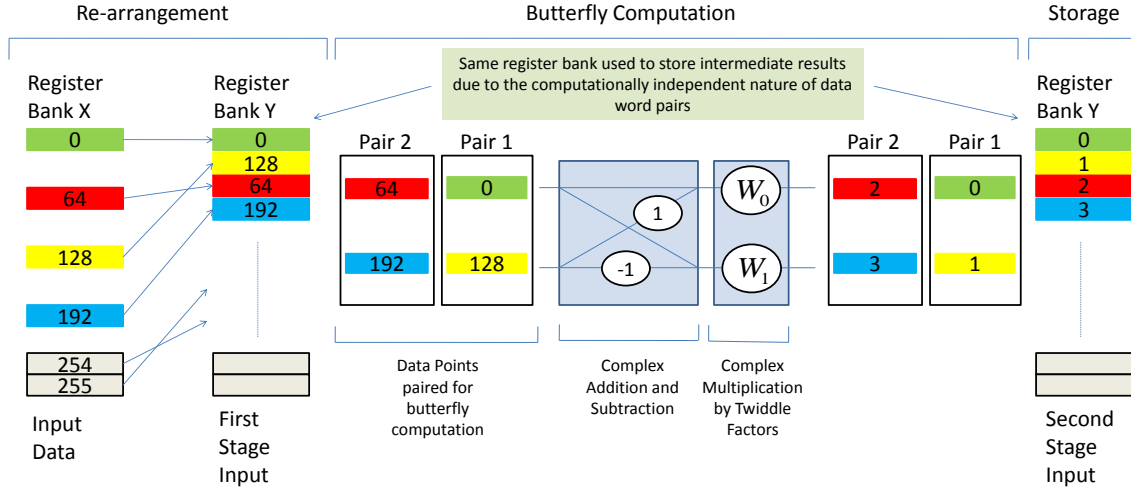 Re-arrangement
Butterfly Computation
Storage
Register
Bank X
Register
Bank Y
Same register bank used to store intermediate results
due to the computationally independent nature of data
word pairs
Register
Bank Y
0
64
128
192
254
255
0
128
64
192
Pair 2
Pair 1
64
0
192
128
1
-1
W0
W1
Pair 2
Pair 1
2
0
3
1
0
1
2
3
Input
Data
First
Stage
Input
Data Points
paired for
butterfly
computation
Complex
Addition and
Subtraction
Complex
Multiplication
by Twiddle
Factors
Second
Stage
Input